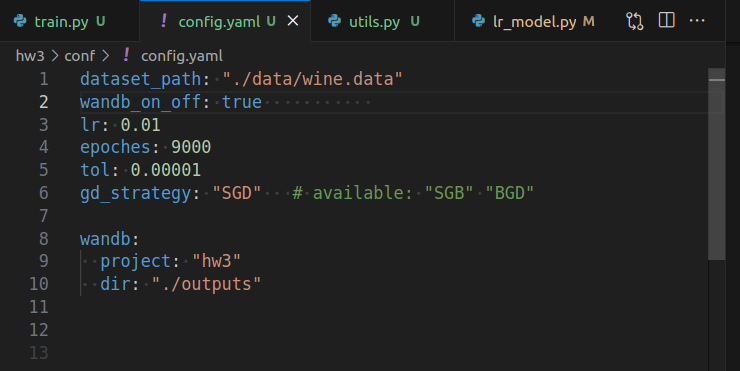 train.py U ! config.yaml U × utils.py U lr_model.py M ...
hw3 > conf > ! config.yaml
1 dataset_path: "./data/wine.data"
2 wandb_on_off: true
3 lr: 0.01
4 epoches: 9000
5 tol: 0.00001
6 gd_strategy: "SGD" # available: "SGB" "BGD"
7
8 wandb:
9 project: "hw3"
10 dir: "./outputs"
11
12
13